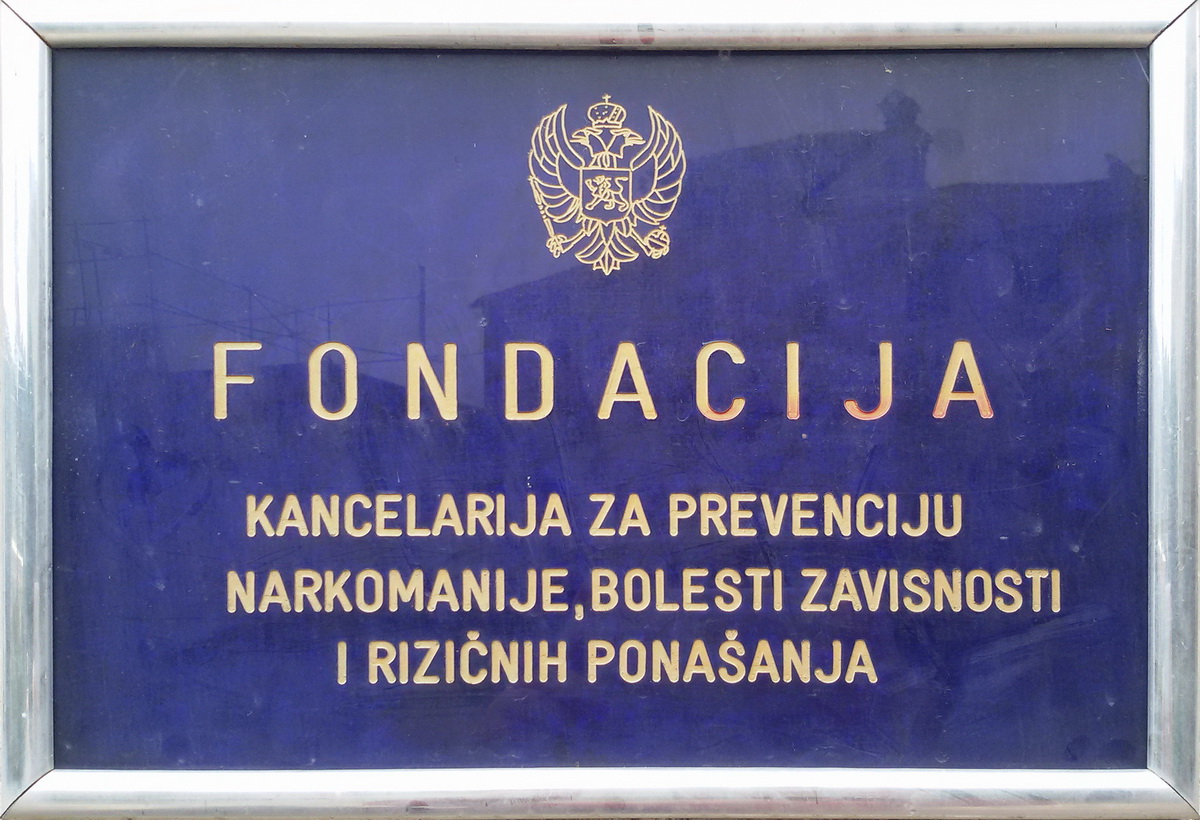 FONDACIJA
KANCELARIJA ZA PREVENCIJU
NARKOMANIJE, BOLESTI ZAVISNOSTI
I RIZIČNIH PONAŠANJA